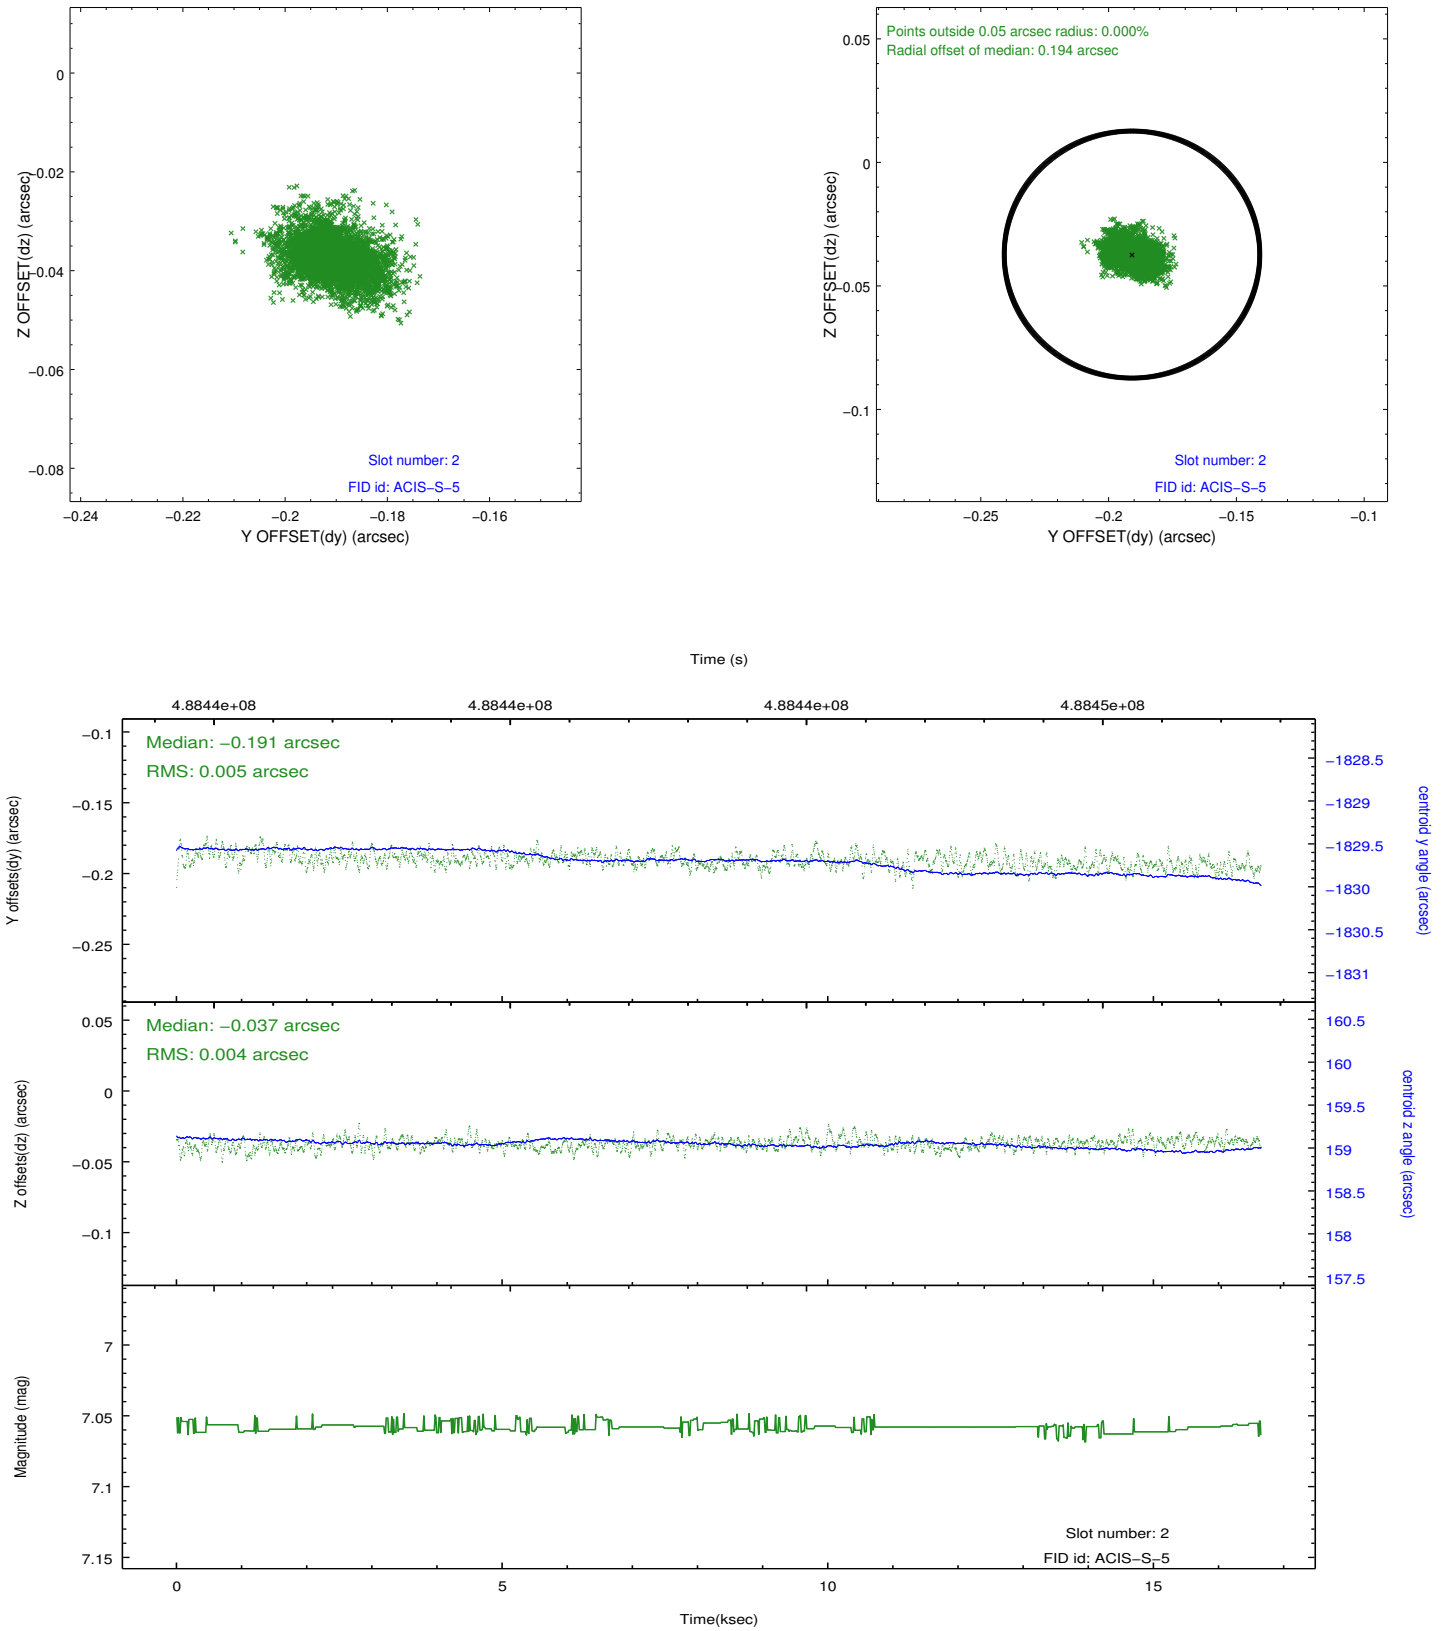 0
−0.02
−0.04
−0.06
−0.08
Z OFFSET(dz) (arcsec)
Slot number: 2
FID id: ACIS−S−5
−0.24
−0.22
−0.2
−0.18
−0.16
Y OFFSET(dy) (arcsec)
Points outside 0.05 arcsec radius: 0.000%
Radial offset of median: 0.194 arcsec
0.05
0
−0.05
−0.1
Z OFFSET(dz) (arcsec)
Slot number: 2
FID id: ACIS−S−5
−0.25
−0.2
−0.15
−0.1
Y OFFSET(dy) (arcsec)
Time (s)
4.8844e+08
4.8844e+08
4.8844e+08
4.8845e+08
Median: −0.191 arcsec
RMS: 0.005 arcsec
−0.1
−0.15
−0.2
−0.25
Y offsets(dy) (arcsec)
−1828.5
−1829
−1829.5
−1830
−1830.5
−1831
centroid y angle (arcsec)
Median: −0.037 arcsec
RMS: 0.004 arcsec
0.05
0
−0.05
−0.1
Z offsets(dz) (arcsec)
160.5
160
159.5
159
158.5
158
157.5
centroid z angle (arcsec)
7
7.05
7.1
7.15
Magnitude (mag)
Slot number: 2
FID id: ACIS−S−5
0
5
10
15
Time(ksec)